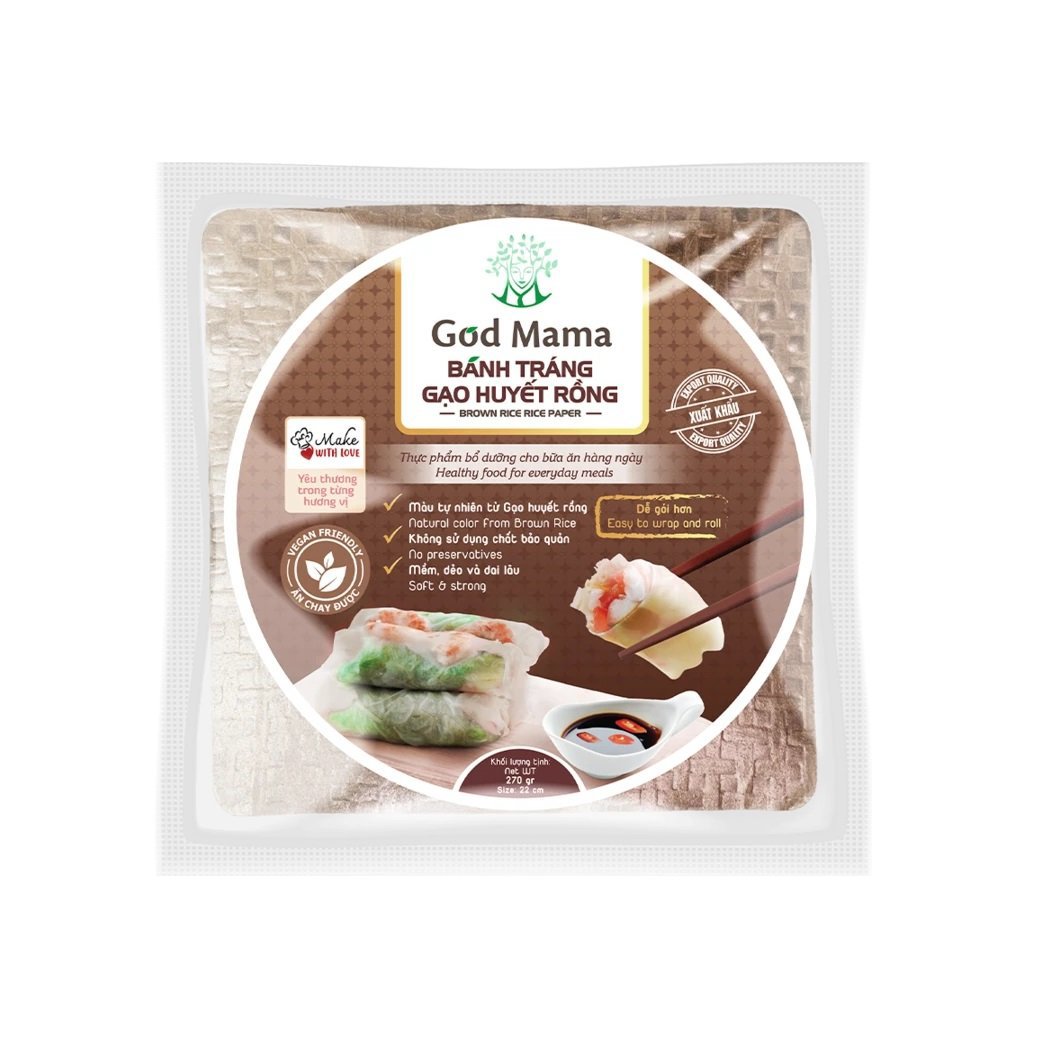 God Mama
BÁNH TRÁNG
GẠO HUYẾT RỒNG
BROWN RICE RICE PAPER
EXPORT QUALITY
XUẤT KHẨU
EXPORT QUALITY
Make
WITH LOVE
Yêu thương
trong từng
hương vị
Thực phẩm bổ dưỡng cho bữa ăn hàng ngày
Healthy food for everyday meals
Màu tự nhiên từ Gạo huyết rồng
Natural color from Brown Rice
Không sử dụng chất bảo quản
No preservatives
Mềm, dẻo và dai lâu
Soft & strong
Dễ gói hơn
Easy to wrap and roll
VEGAN FRIENDLY
ĂN CHAY ĐƯỢC
Khối lượng tịnh:
Net WT
270 gr
Size: 22 cm